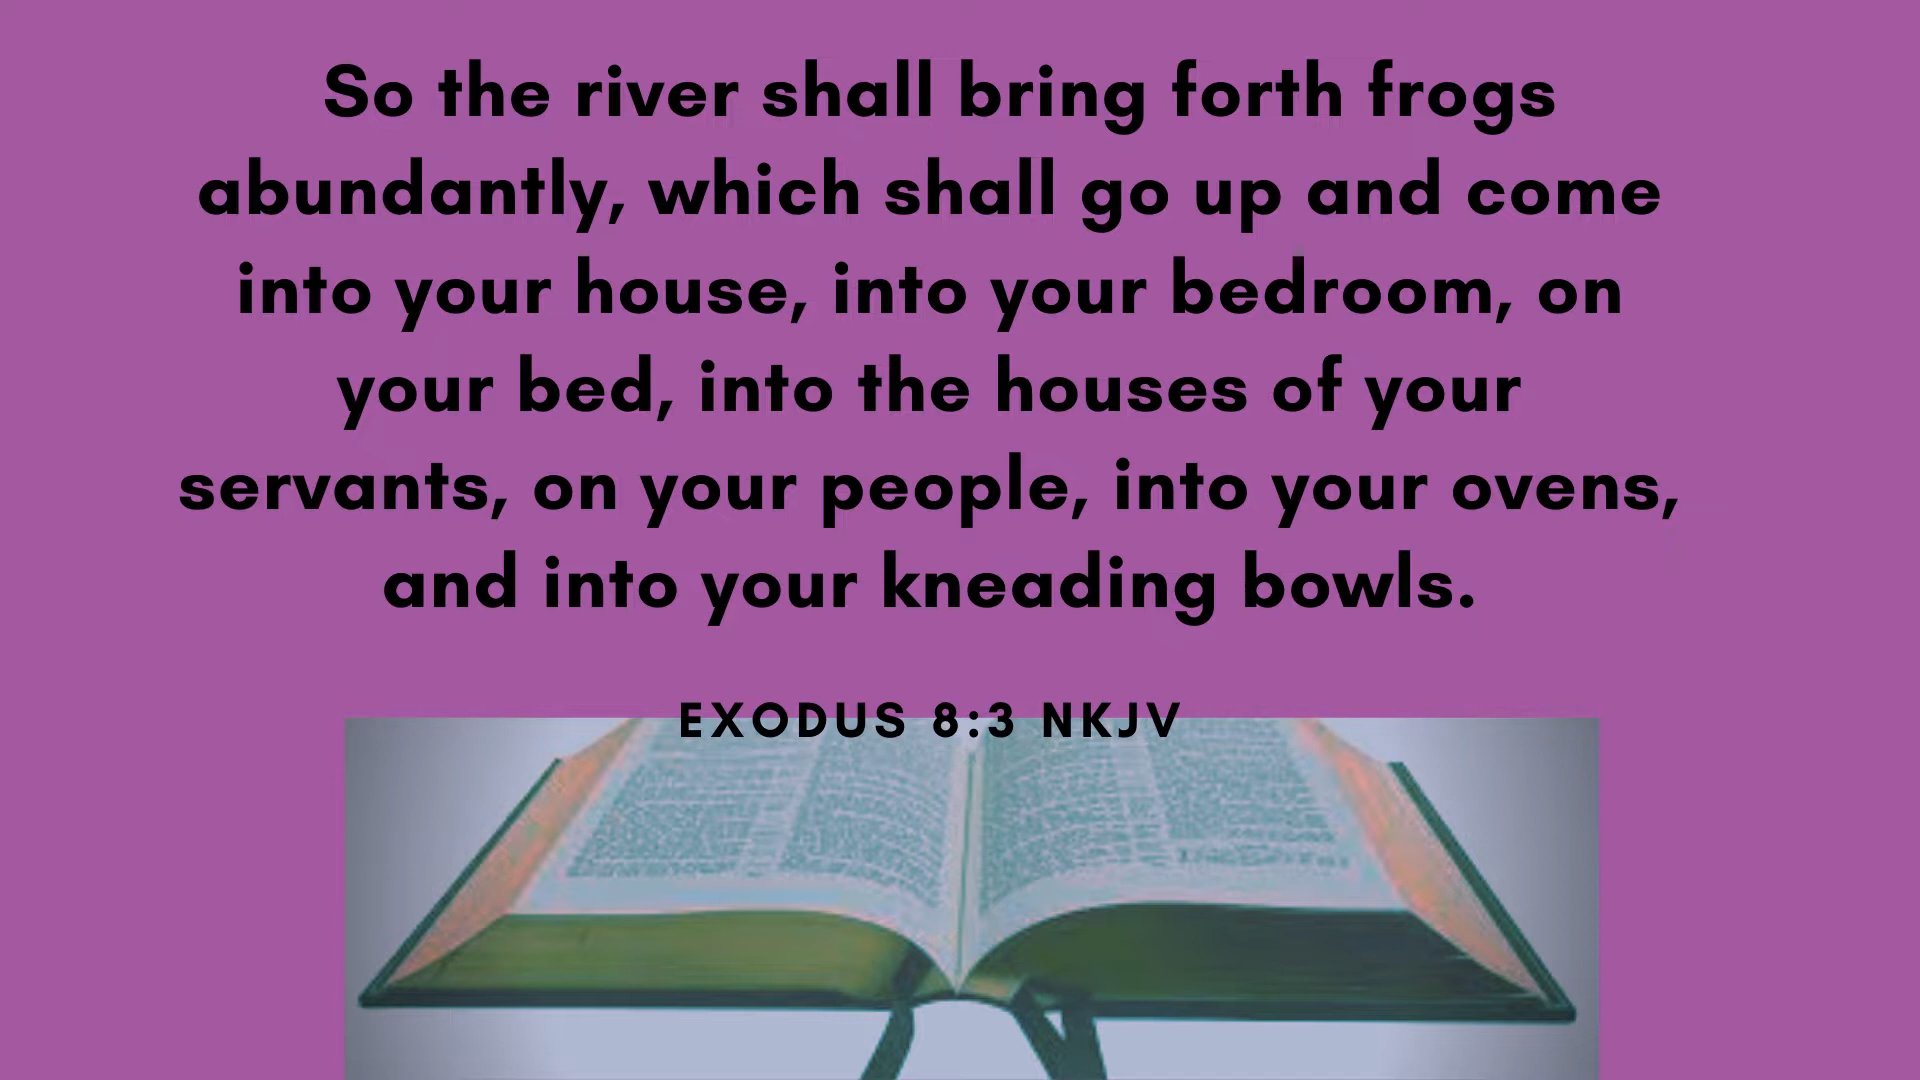 So the river shall bring forth frogs
abundantly, which shall go up and come
into your house, into your bedroom, on
your bed, into the houses of your
servants, on your people, into your ovens,
and into your kneading bowls.
EXODUS 8:3 NKJV